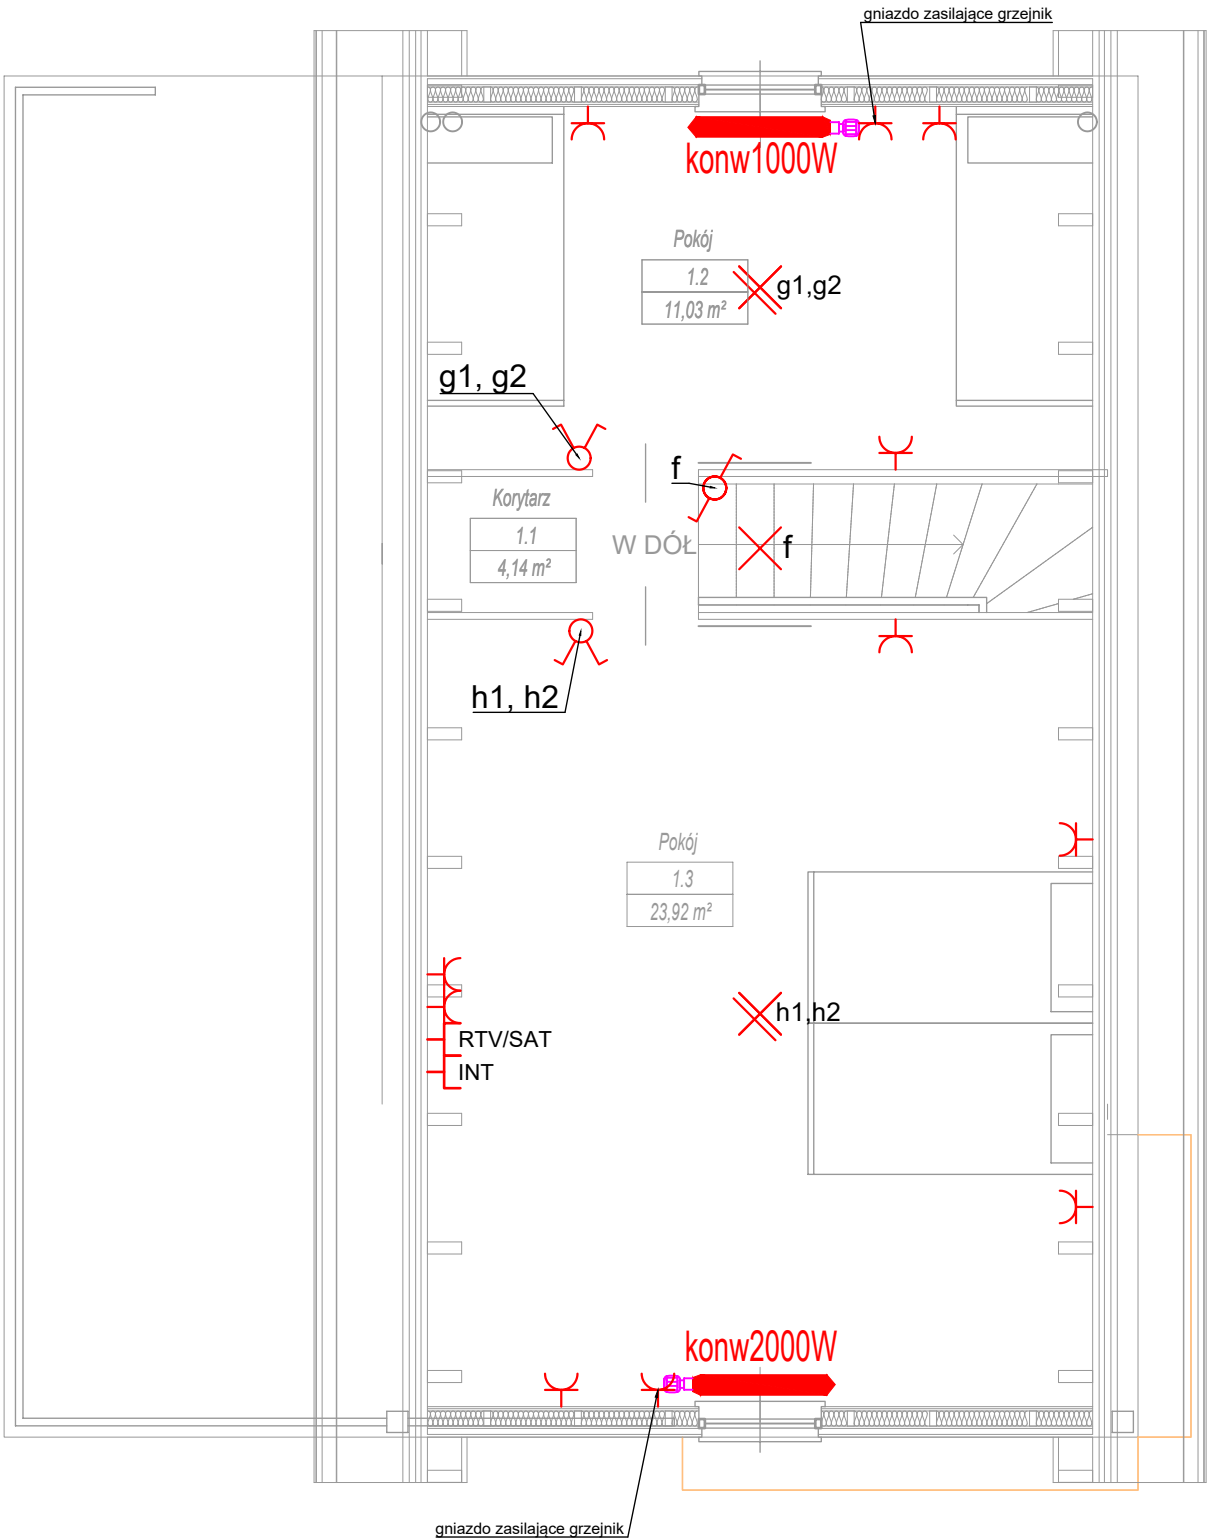 gniazdo zasilające grzejnik
konw1000W
Pokój
1.2
11,03 m²
g1,g2
g1, g2
f
Korytarz
1.1
4,14 m²
W DÓŁ
f
h1, h2
Pokój
1.3
23,92 m²
h1,h2
RTV/SAT
INT
konw2000W
gniazdo zasilające grzejnik